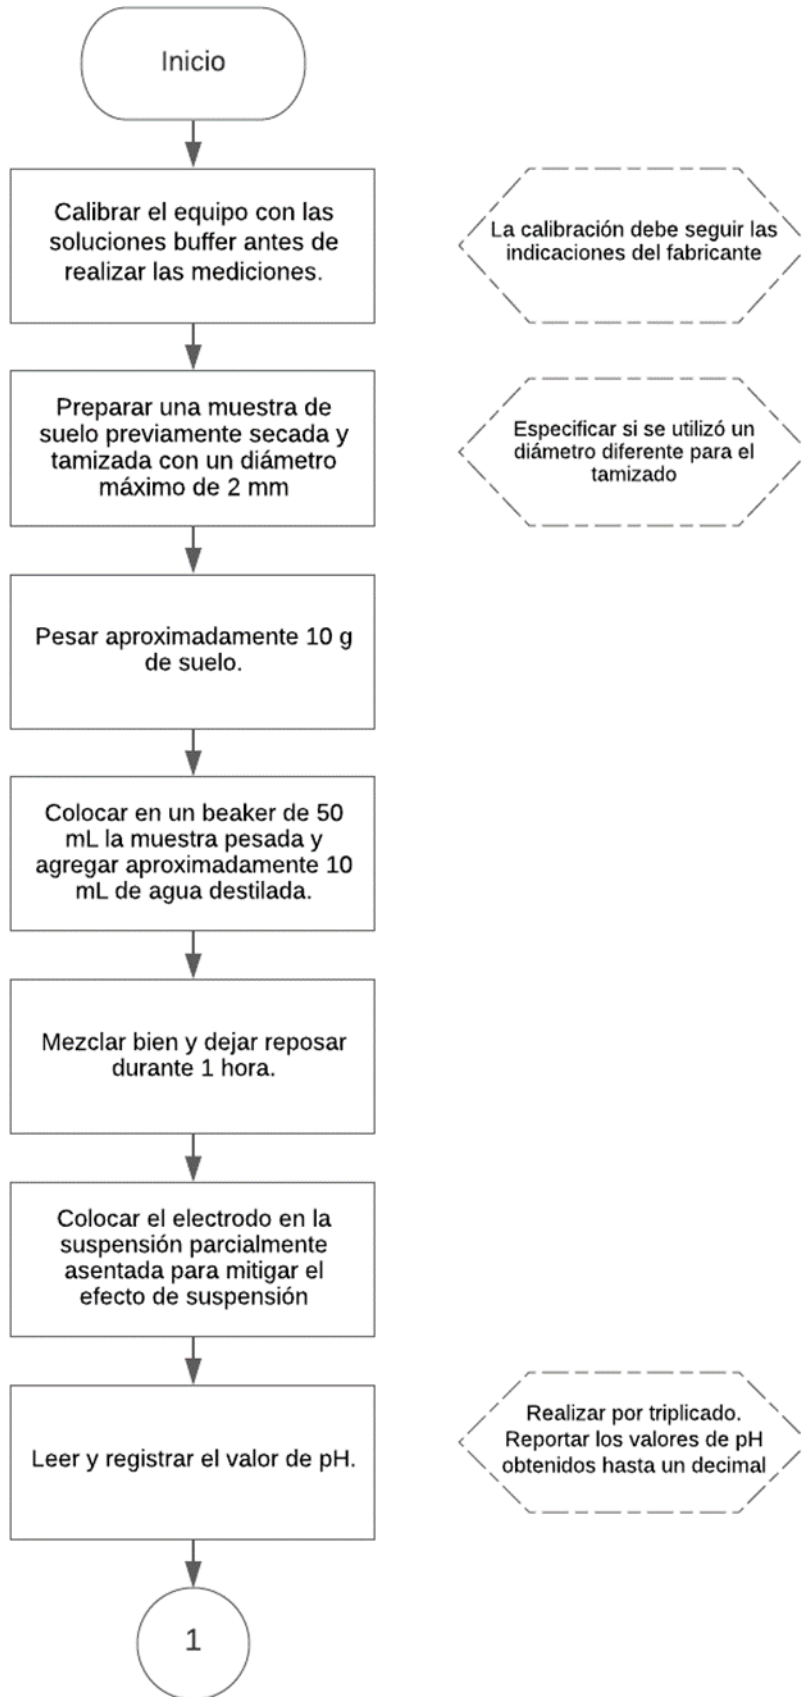 Inicio
Calibrar el equipo con las
soluciones buffer antes de
realizar las mediciones.
La calibración debe seguir las
indicaciones del fabricante
Preparar una muestra de
suelo previamente secada y
tamizada con un diámetro
máximo de 2 mm
Especificar si se utilizó un
diámetro diferente para el
tamizado
Pesar aproximadamente 10 g
de suelo.
Colocar en un beaker de 50
mL la muestra pesada y
agregar aproximadamente 10
mL de agua destilada.
Mezclar bien y dejar reposar
durante 1 hora.
Colocar el electrodo en la
suspensión parcialmente
asentada para mitigar el
efecto de suspensión
Leer y registrar el valor de pH.
Realizar por triplicado.
Reportar los valores de pH
obtenidos hasta un decimal
1